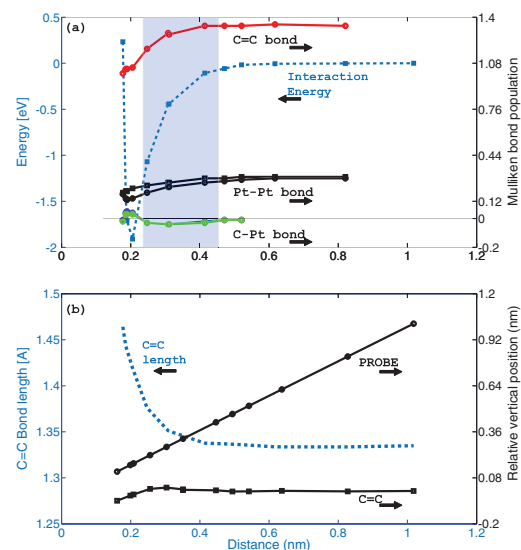 0.5
0
-0.5
-1
-1.5
-2
Energy [eV]
(a)
C=C bond
Interaction
Energy
Pt-Pt bond
C-Pt bond
1.4
1.08
0.76
0.44
0.12
0
-0.2
Mulliken bond population
0
0.2
0.4
0.6
0.8
1
1.2
1.5
1.45
1.4
1.35
1.3
1.25
C=C Bond length [A]
(b)
C=C
length
PROBE
C=C
1.2
0.92
0.64
0.36
0.08
-0.2
Relative vertical position (nm)
0
0.2
0.4
0.6
0.8
1
1.2
Distance (nm)